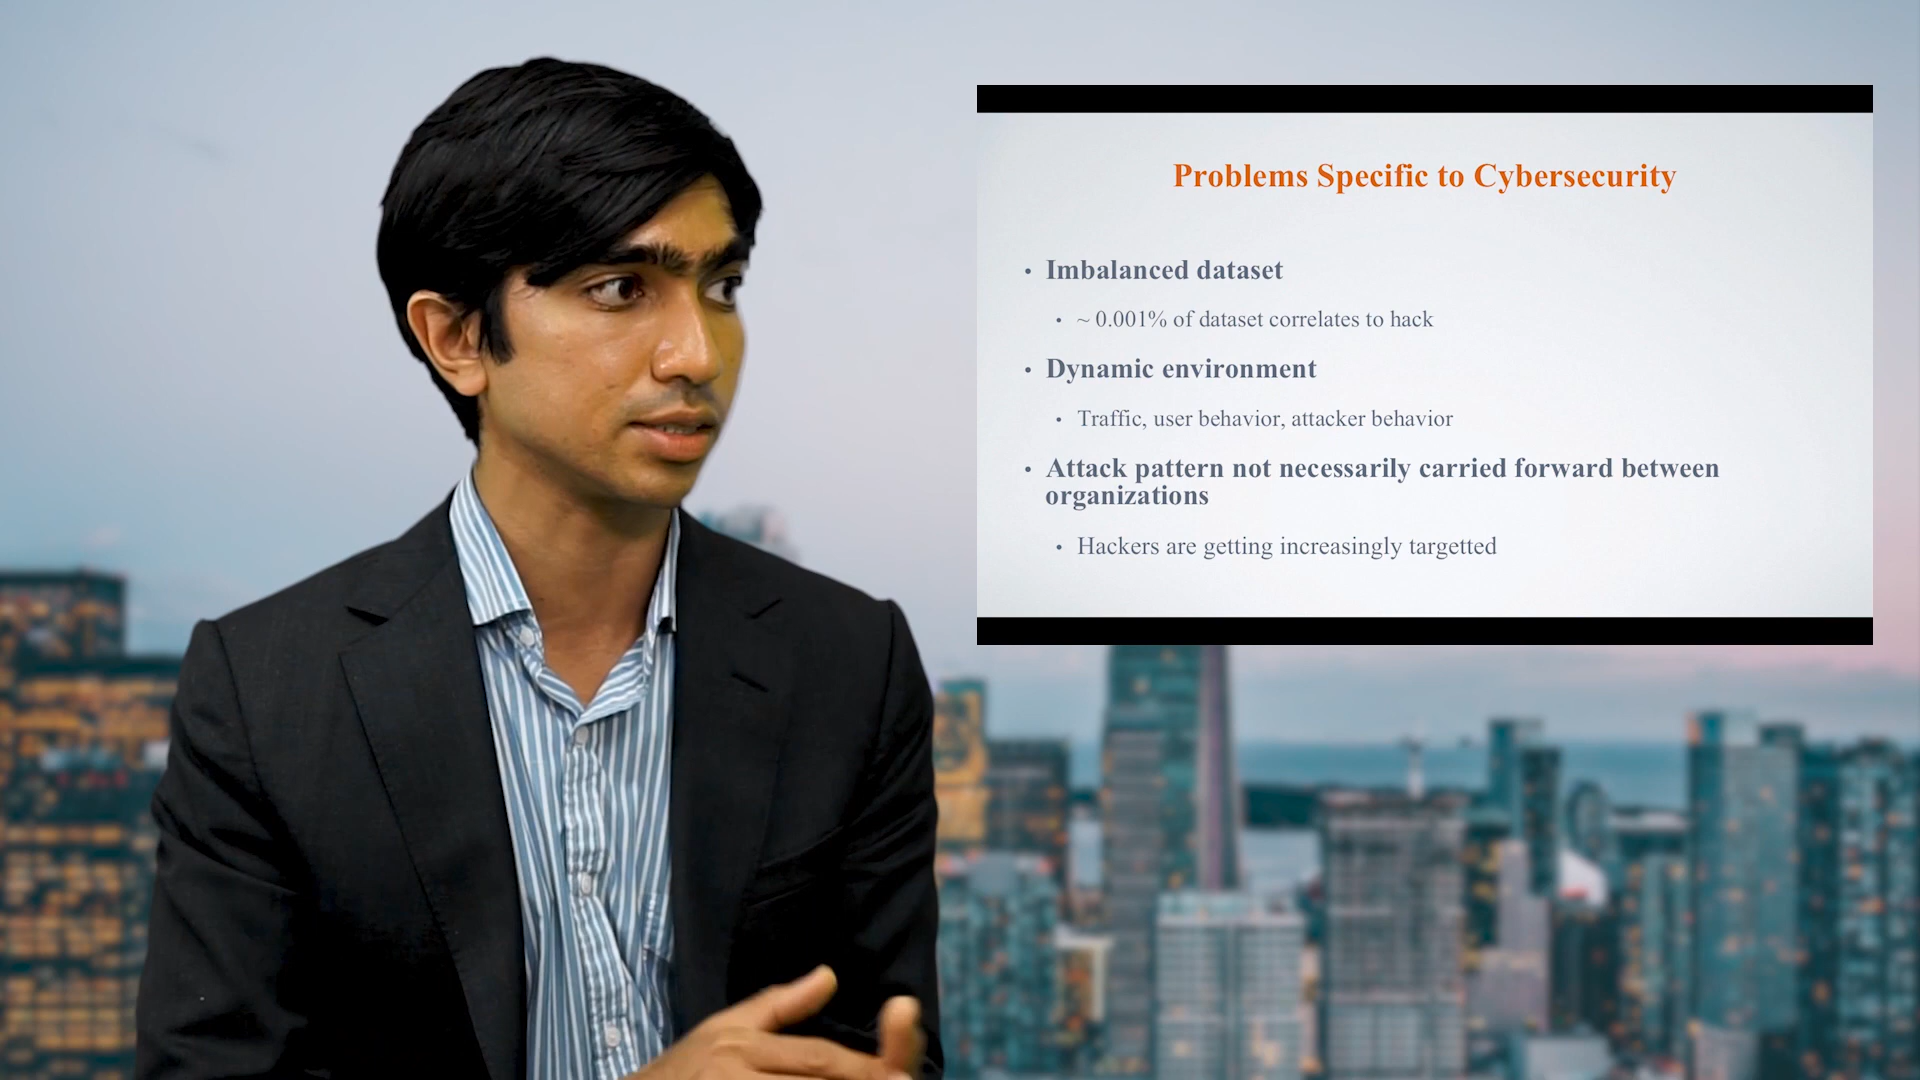 Problems Specific to Cybersecurity
• Imbalanced dataset
• ~ 0.001% of dataset correlates to hack
• Dynamic environment
• Traffic, user behavior, attacker behavior
• Attack pattern not necessarily carried forward between
organizations
• Hackers are getting increasingly targetted